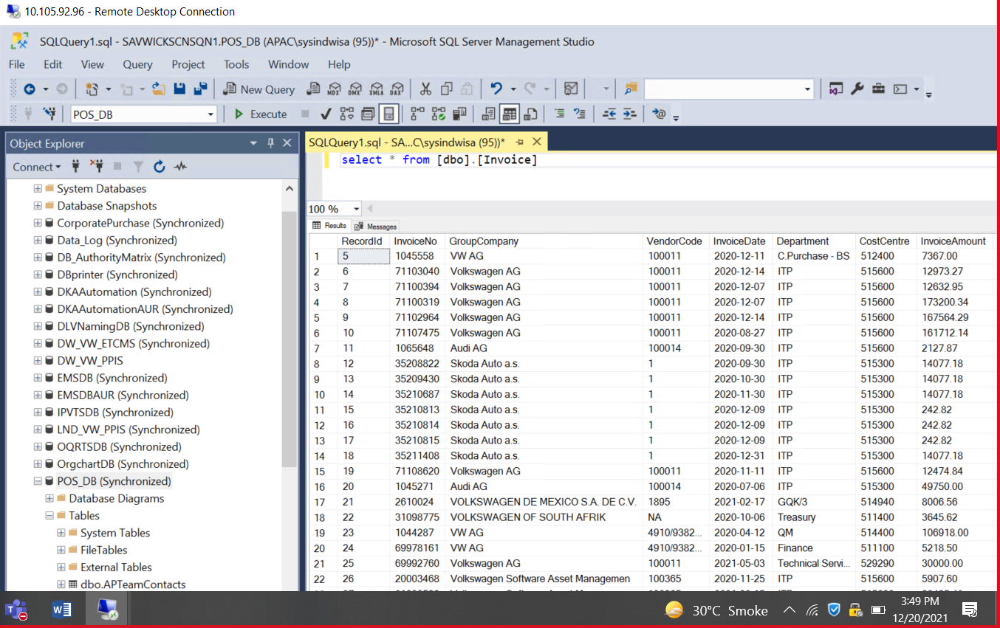 10.105.92.96 - Remote Desktop Connection
SQLQuery1.sql - SAVWICKSCNSQN1.POS_DB (APAC\sysindwisa (95))* - Microsoft SQL Server Management Studio
File Edit View Query Project Tools Window Help
New Query MDX DMX XMLA DAX
POS_DB Execute
Object Explorer
Connect
System Databases
Database Snapshots
CorporatePurchase (Synchronized)
Data_Log (Synchronized)
DB_AuthorityMatrix (Synchronized)
DBprinter (Synchronized)
DKAAutomation (Synchronized)
DKAAutomationAUR (Synchronized)
DLVNamingDB (Synchronized)
DW_VW_ETCMS (Synchronized)
DW_VW_PPIS
EMSDB (Synchronized)
EMSDBAUR (Synchronized)
IPVTSDB (Synchronized)
LND_VW_PPIS (Synchronized)
OQRTSDB (Synchronized)
OrgchartDB (Synchronized)
POS_DB (Synchronized)
Database Diagrams
Tables
System Tables
FileTables
External Tables
dbo.APTeamContacts
SQLQuery1.sql - SA...C\sysindwisa (95))*
select * from [dbo].[Invoice]
100 %
Results Messages
RecordId InvoiceNo GroupCompany VendorCode InvoiceDate Department CostCentre InvoiceAmount
1 5 1045558 VW AG 100011 2020-12-11 C.Purchase - BS 512400 7367.00
2 6 71103040 Volkswagen AG 100011 2020-12-14 ITP 515600 12973.27
3 7 71100394 Volkswagen AG 100011 2020-12-07 ITP 515600 12632.95
4 8 71100319 Volkswagen AG 100011 2020-12-07 ITP 515600 173200.34
5 9 71102964 Volkswagen AG 100011 2020-12-14 ITP 515600 167564.29
6 10 71107475 Volkswagen AG 100011 2020-08-27 ITP 515600 161712.14
7 11 1065648 Audi AG 100014 2020-09-30 ITP 515600 2127.87
8 12 35208822 Skoda Auto a.s. 1 2020-09-30 ITP 515300 14077.18
9 13 35209430 Skoda Auto a.s. 1 2020-10-30 ITP 515300 14077.18
10 14 35210687 Skoda Auto a.s. 1 2020-11-30 ITP 515300 14077.18
11 15 35210813 Skoda Auto a.s. 1 2020-12-09 ITP 515300 242.82
12 16 35210814 Skoda Auto a.s. 1 2020-12-09 ITP 515300 242.82
13 17 35210815 Skoda Auto a.s. 1 2020-12-09 ITP 515300 242.82
14 18 35211408 Skoda Auto a.s. 1 2020-12-31 ITP 515300 14077.18
15 19 71108620 Volkswagen AG 100011 2020-11-11 ITP 515600 12474.84
16 20 1045271 Audi AG 100014 2020-07-06 ITP 515300 49750.00
17 21 2610024 VOLKSWAGEN DE MEXICO S.A. DE C.V. 1895 2021-02-17 GQK/3 514940 8006.56
18 22 31098775 VOLKSWAGEN OF SOUTH AFRIK NA 2020-10-06 Treasury 511400 3645.62
19 23 1044287 VW AG 4910/9382... 2020-04-12 QM 514400 106918.00
20 24 69978161 VW AG 4910/9382... 2020-01-15 Finance 511100 5218.50
21 25 69992760 Volkswagen AG 100011 2021-05-03 Technical Servi... 529290 30000.00
22 26 20003468 Volkswagen Software Asset Managemen 100365 2020-11-25 ITP 515600 5907.60
30°C Smoke
3:49 PM
12/20/2021